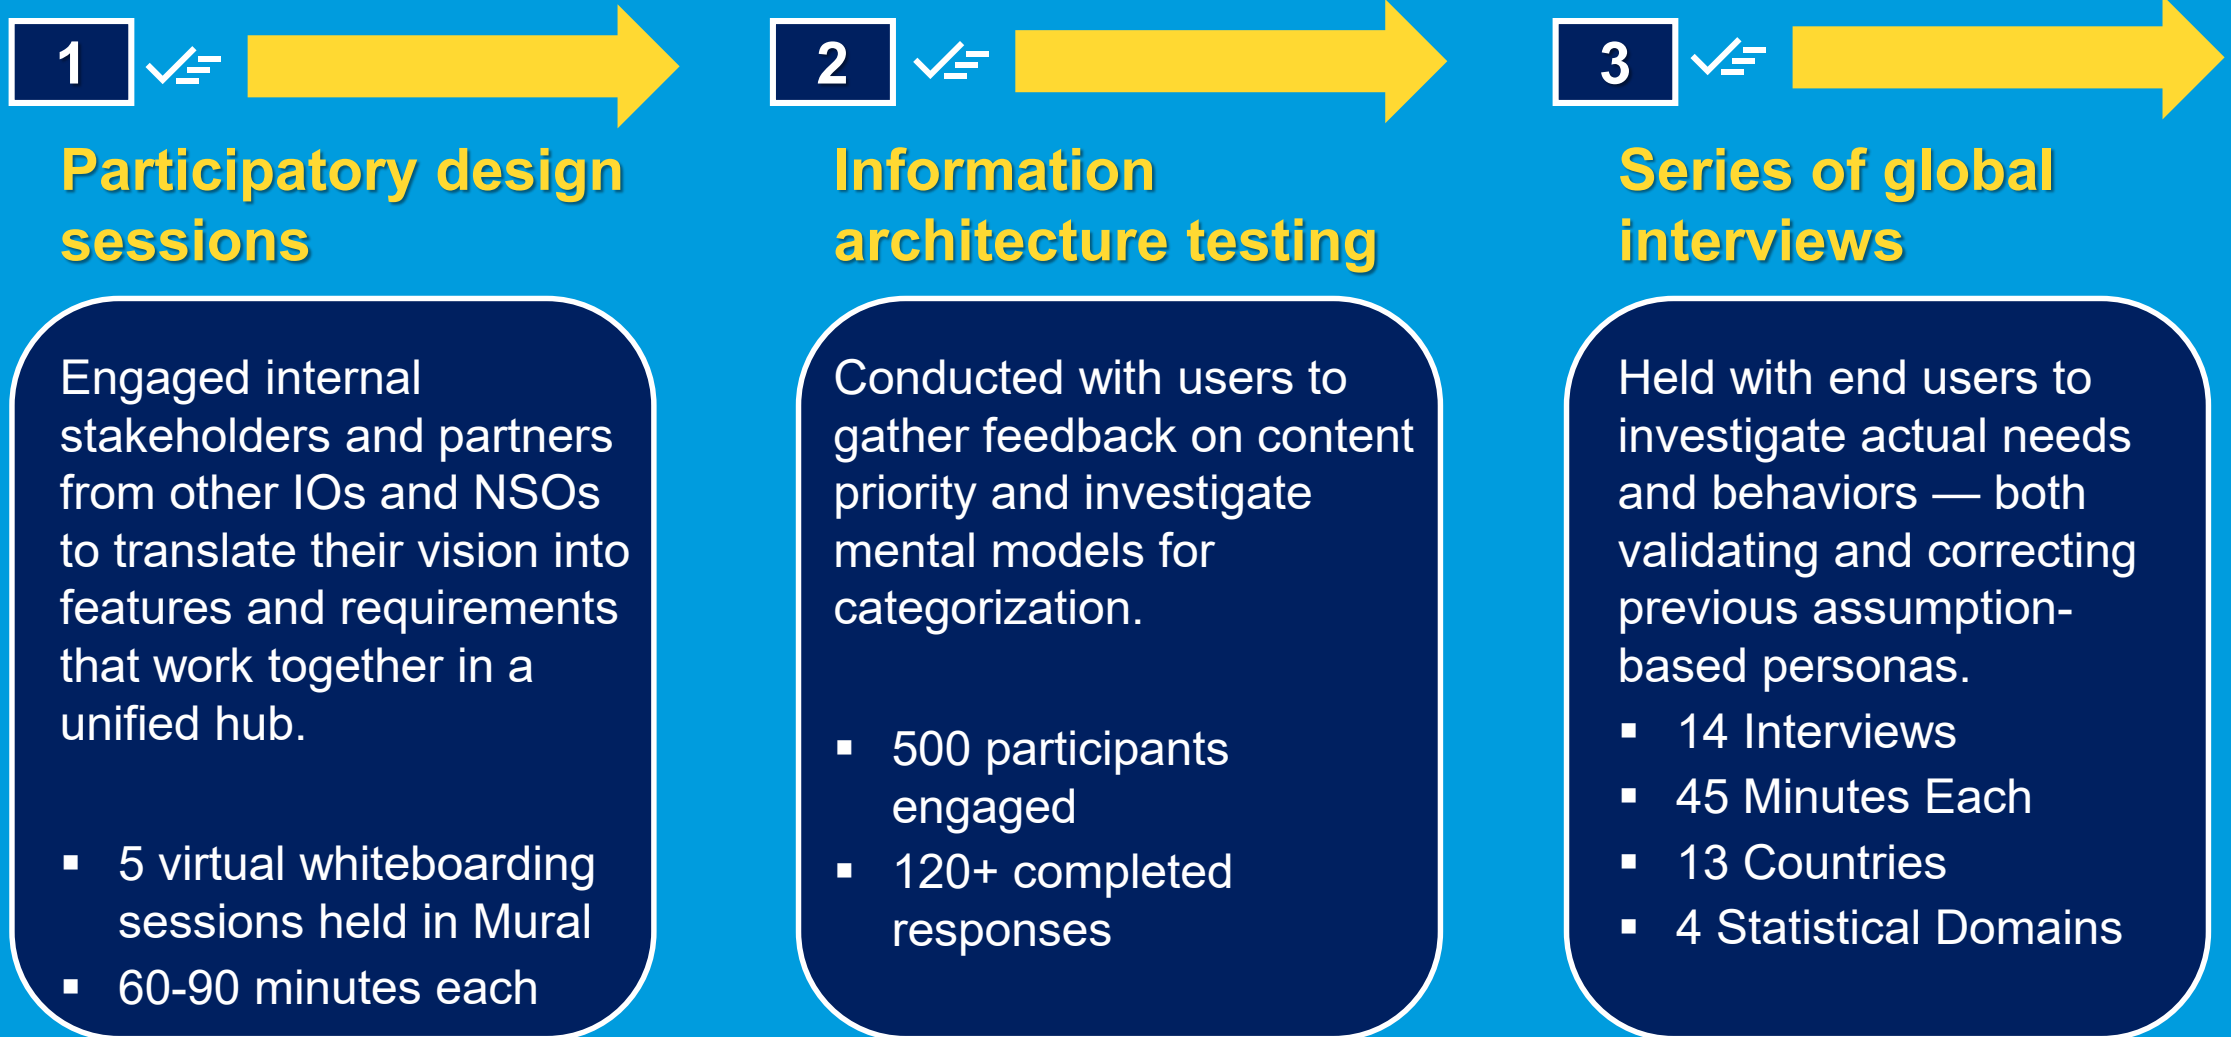 1
Participatory design
sessions
Engaged internal
stakeholders and partners
from other IOs and NSOs
to translate their vision into
features and requirements
that work together in a
unified hub.
▪ 5 virtual whiteboarding
sessions held in Mural
▪ 60-90 minutes each
2
Information
architecture testing
Conducted with users to
gather feedback on content
priority and investigate
mental models for
categorization.
▪ 500 participants
engaged
▪ 120+ completed
responses
3
Series of global
interviews
Held with end users to
investigate actual needs
and behaviors — both
validating and correcting
previous assumption-
based personas.
▪ 14 Interviews
▪ 45 Minutes Each
▪ 13 Countries
▪ 4 Statistical Domains